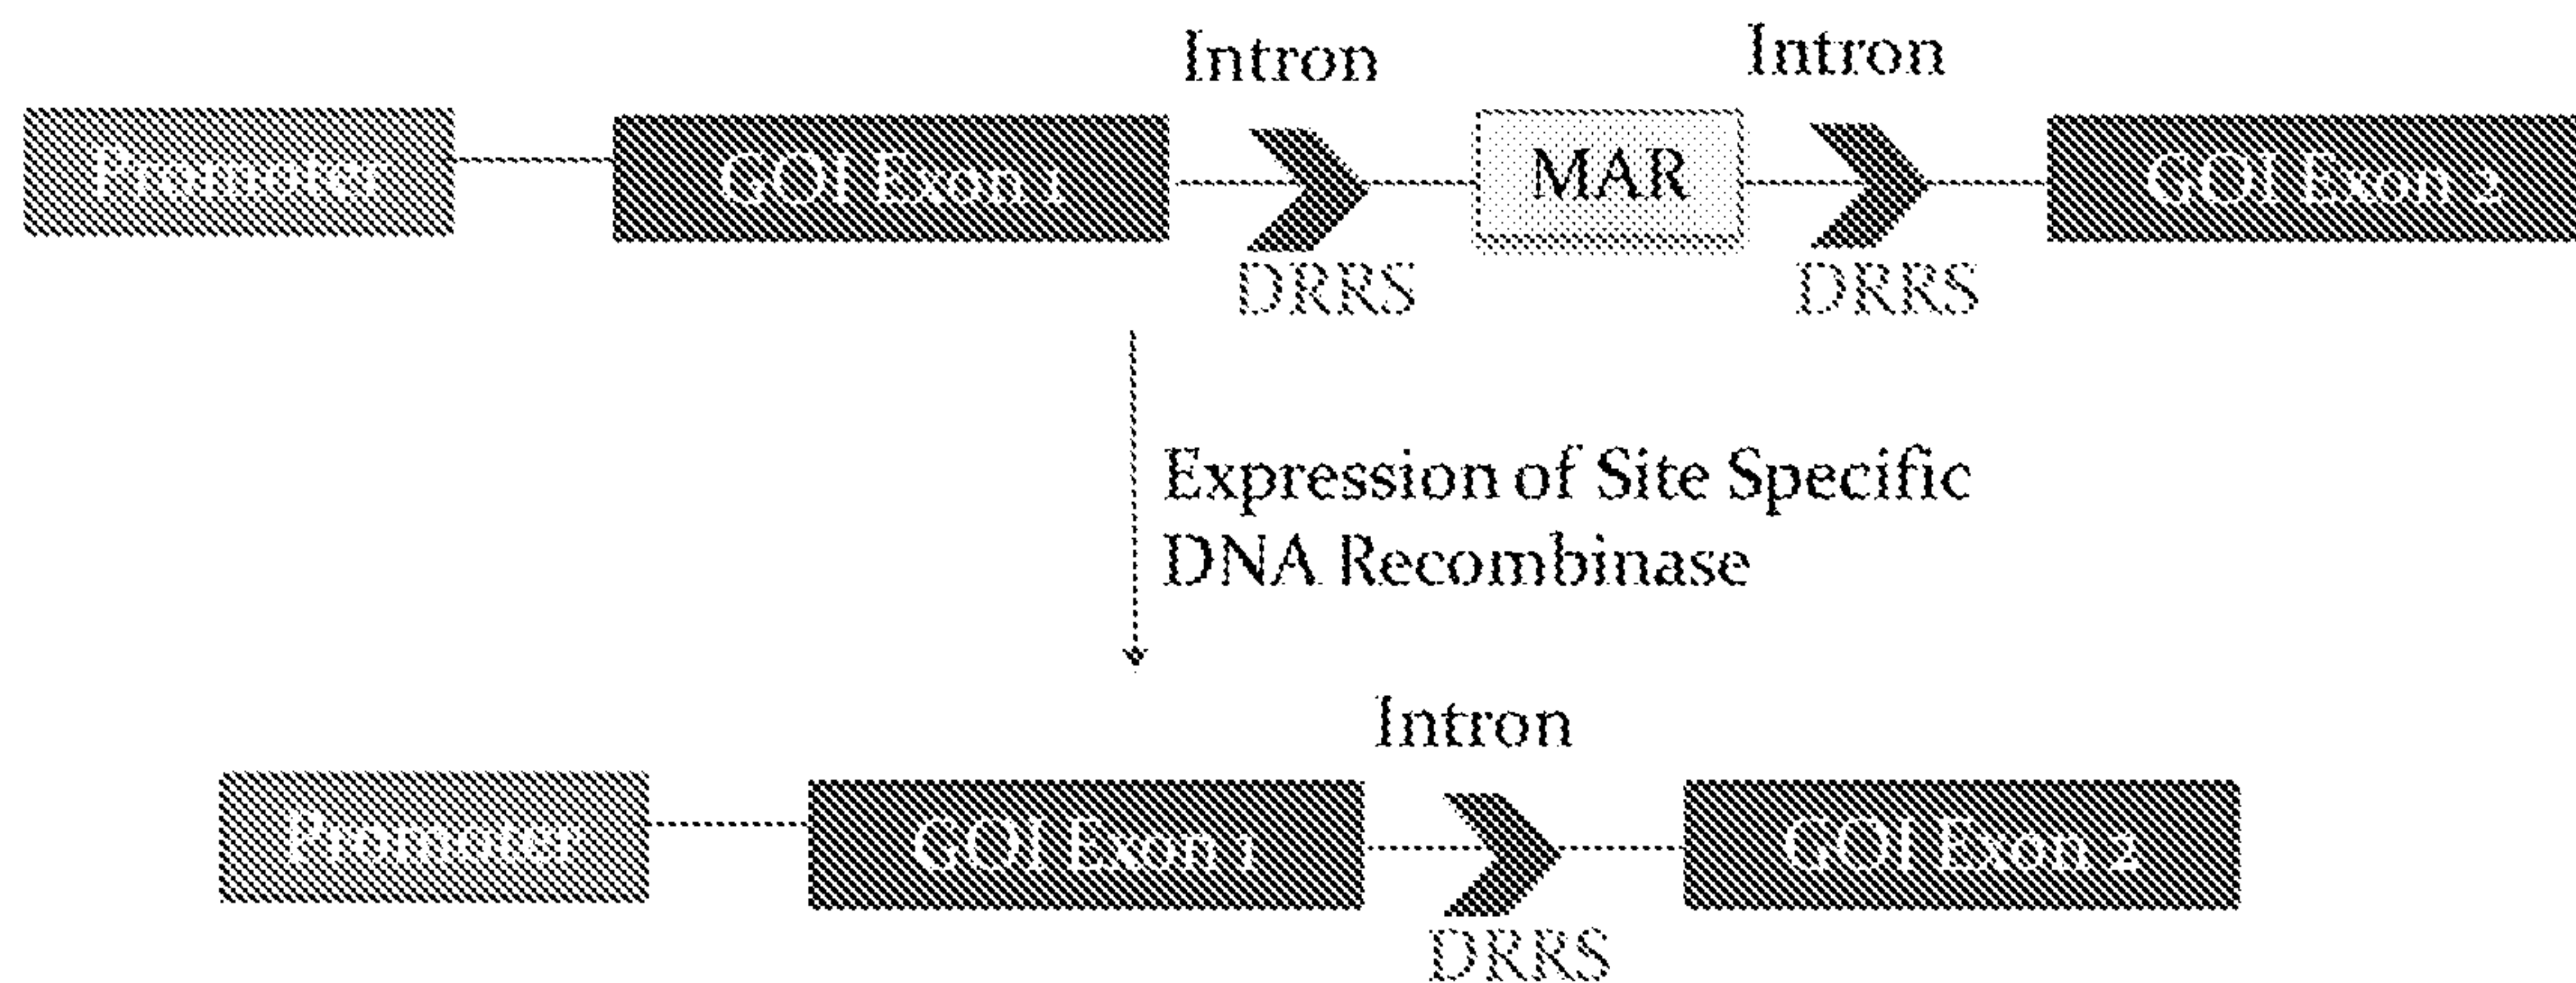 Intron
Intron
Promoter
GOI Exon 1
MAR
GOI Exon 2
DRRS
DRRS
Expression of Site Specific
DNA Recombinase
Intron
Promoter
GOI Exon 1
GOI Exon 2
DRRS